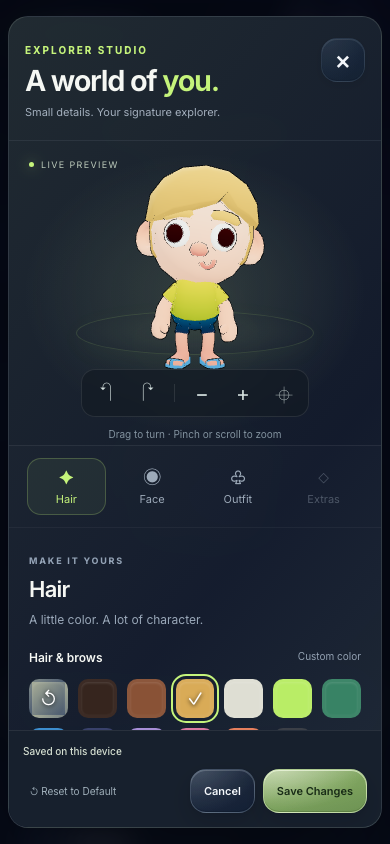 EXPLORER STUDIO
A world of you.
Small details. Your signature explorer.
LIVE PREVIEW
Drag to turn · Pinch or scroll to zoom
Hair
Face
Outfit
Extras
MAKE IT YOURS
Hair
A little color. A lot of character.
Hair & brows
Custom color
Saved on this device
Reset to Default
Cancel
Save Changes